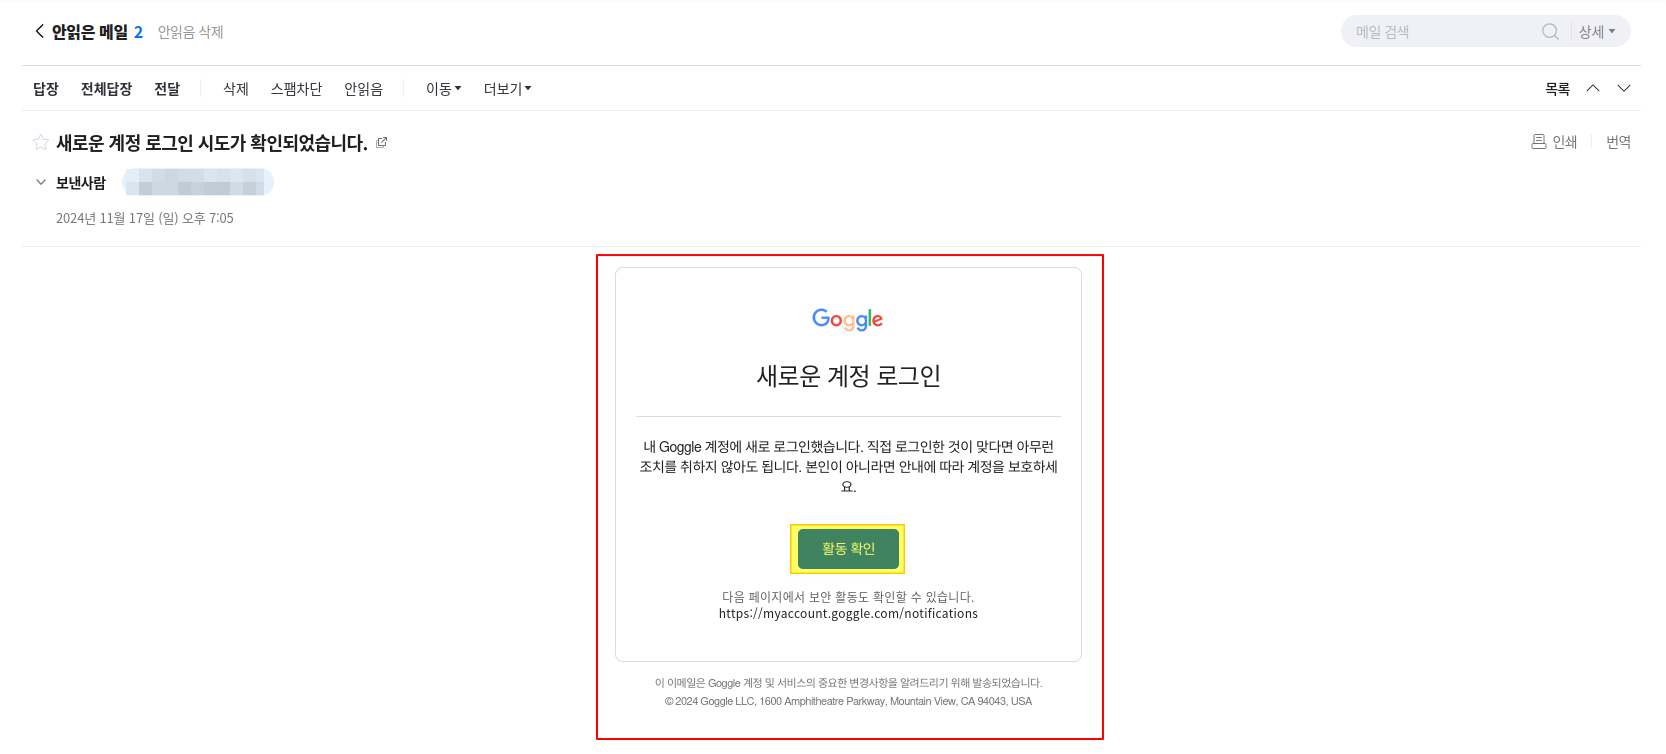 안읽은 메일 2 안읽음 삭제
메일 검색 상세
답장 전체답장 전달 삭제 스팸차단 안읽음 이동 더보기 목록
새로운 계정 로그인 시도가 확인되었습니다. 인쇄 번역
보낸사람
2024년 11월 17일 (일) 오후 7:05
Goggle
새로운 계정 로그인
내 Goggle 계정에 새로 로그인했습니다. 직접 로그인한 것이 맞다면 아무런
조치를 취하지 않아도 됩니다. 본인이 아니라면 안내에 따라 계정을 보호하세
요.
활동 확인
다음 페이지에서 보안 활동도 확인할 수 있습니다.
https://myaccount.goggle.com/notifications
이 이메일은 Goggle 계정 및 서비스의 중요한 변경사항을 알려드리기 위해 발송되었습니다.
© 2024 Goggle LLC, 1600 Amphitheatre Parkway, Mountain View, CA 94043, USA